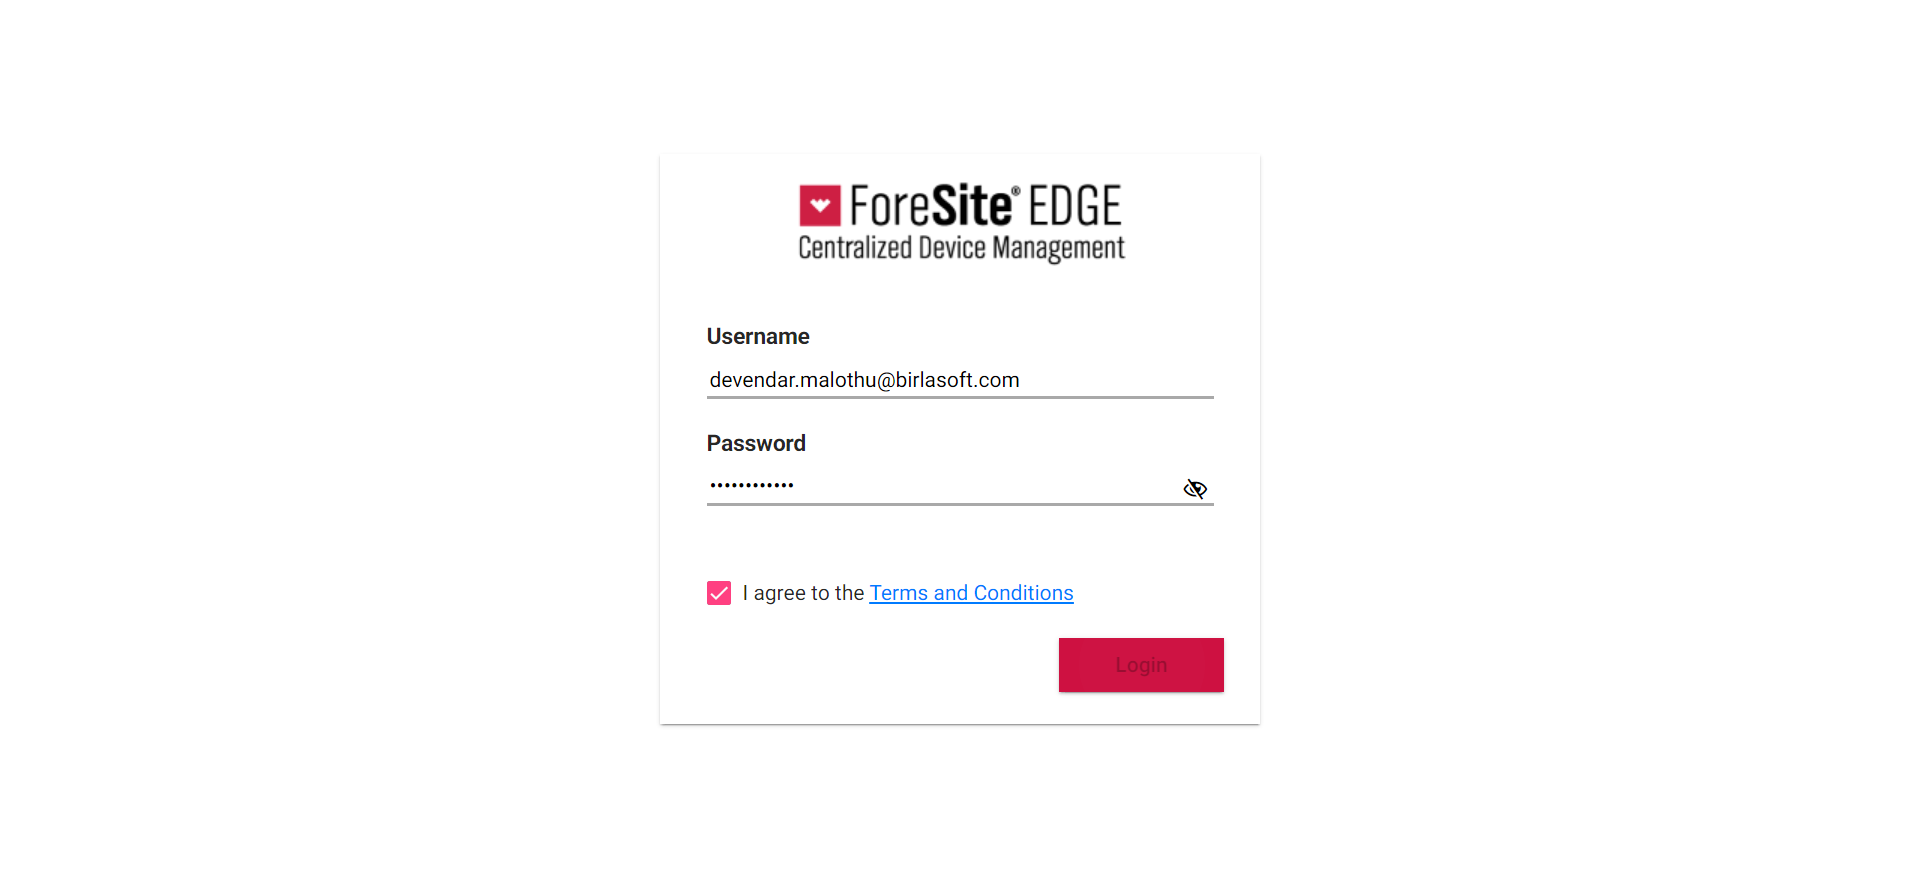 ForeSite® EDGE
Centralized Device Management
Username
devendar.malothu@birlasoft.com
Password
••••••••••••
I agree to the Terms and Conditions
Login